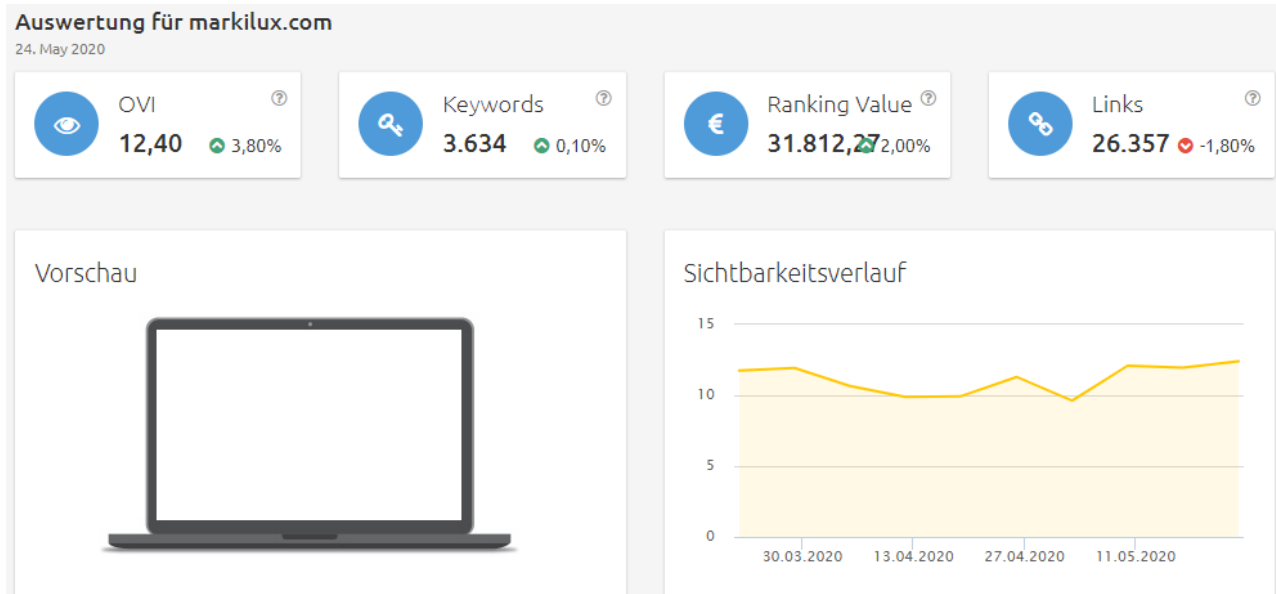 Auswertung für markilux.com
24. May 2020
OVI
12,40 3,80%
Keywords
3.634 0,10%
Ranking Value
31.812,27 2,00%
Links
26.357 -1,80%
Vorschau
Sichtbarkeitsverlauf
15
10
5
0
30.03.2020 13.04.2020 27.04.2020 11.05.2020